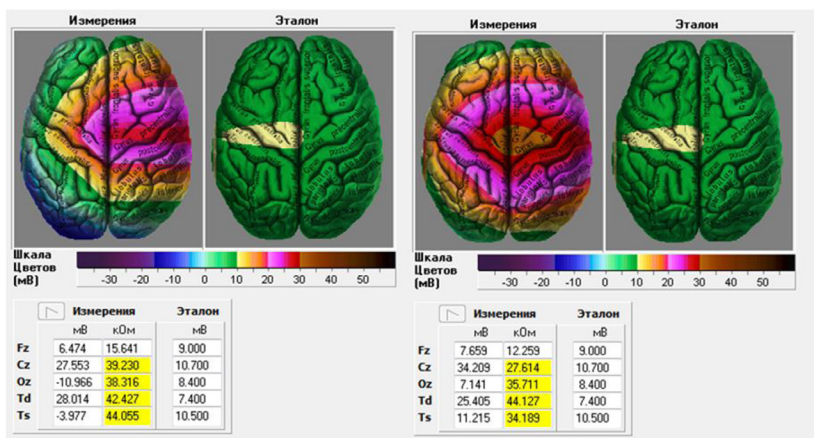 Измерения Эталон
Шкала
Цветов
(мВ)
-30 -20 -10 0 10 20 30 40 50
Измерения Эталон
мВ кОм мВ
Fz 6.474 15.641 9.000
Cz 27.553 39.230 10.700
Oz -10.966 38.316 8.400
Td 28.014 42.427 7.400
Ts -3.977 44.055 10.500
Измерения Эталон
Шкала
Цветов
(мВ)
-30 -20 -10 0 10 20 30 40 50
Измерения Эталон
мВ кОм мВ
Fz 7.659 12.259 9.000
Cz 34.209 27.614 10.700
Oz 7.141 35.711 8.400
Td 25.405 44.127 7.400
Ts 11.215 34.189 10.500